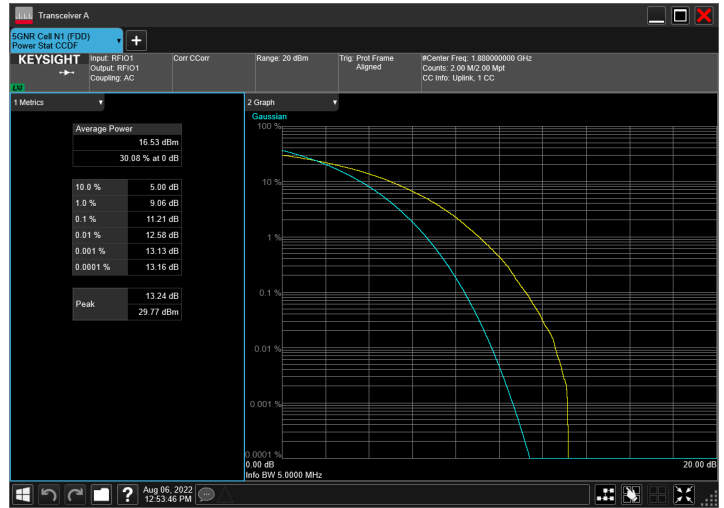 Transceiver A
5GNR Cell N1 (FDD)
Power Stat CCDF
KEYSIGHT
Input: RFIO1
Output: RFIO1
Coupling: AC
Corr CCorr
Range: 20 dBm
Trig: Prot Frame
Aligned
#Center Freq: 1.880000000 GHz
Counts: 2.00 M/2.00 Mpt
CC Info: Uplink, 1 CC
LXI
1 Metrics
Average Power
16.53 dBm
30.08 % at 0 dB
10.0 % 5.00 dB
1.0 % 9.06 dB
0.1 % 11.21 dB
0.01 % 12.58 dB
0.001 % 13.13 dB
0.0001 % 13.16 dB
Peak
13.24 dB
29.77 dBm
2 Graph
Gaussian
100 %
10 %
1 %
0.1 %
0.01 %
0.001 %
0.0001 %
0.00 dB
20.00 dB
Info BW 5.0000 MHz
Aug 06, 2022
12:53:46 PM